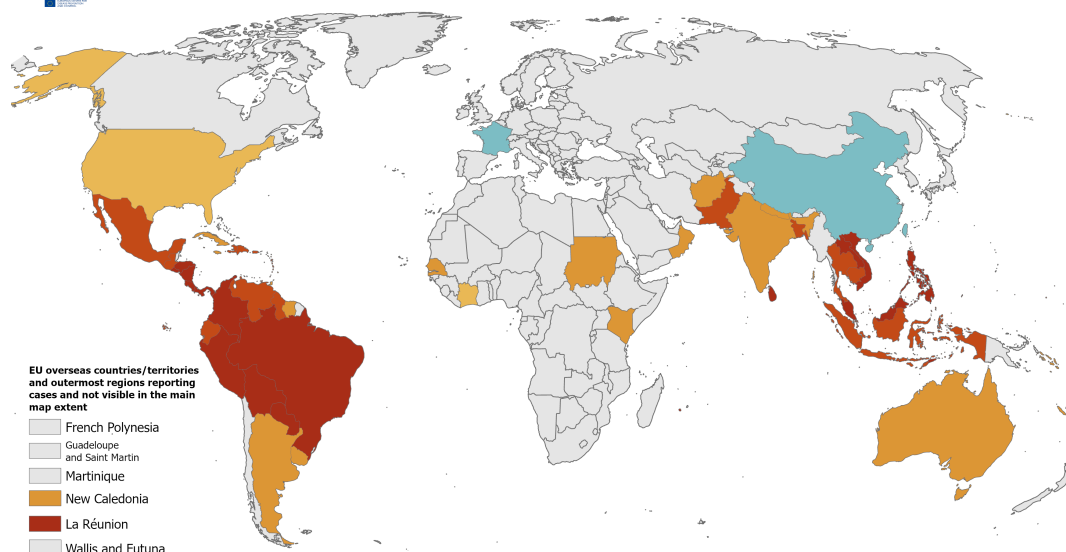 EU overseas countries/territories
and outermost regions reporting
cases and not visible in the main
map extent
French Polynesia
Guadeloupe
and Saint Martin
Martinique
New Caledonia
La Réunion
Wallis and Futuna